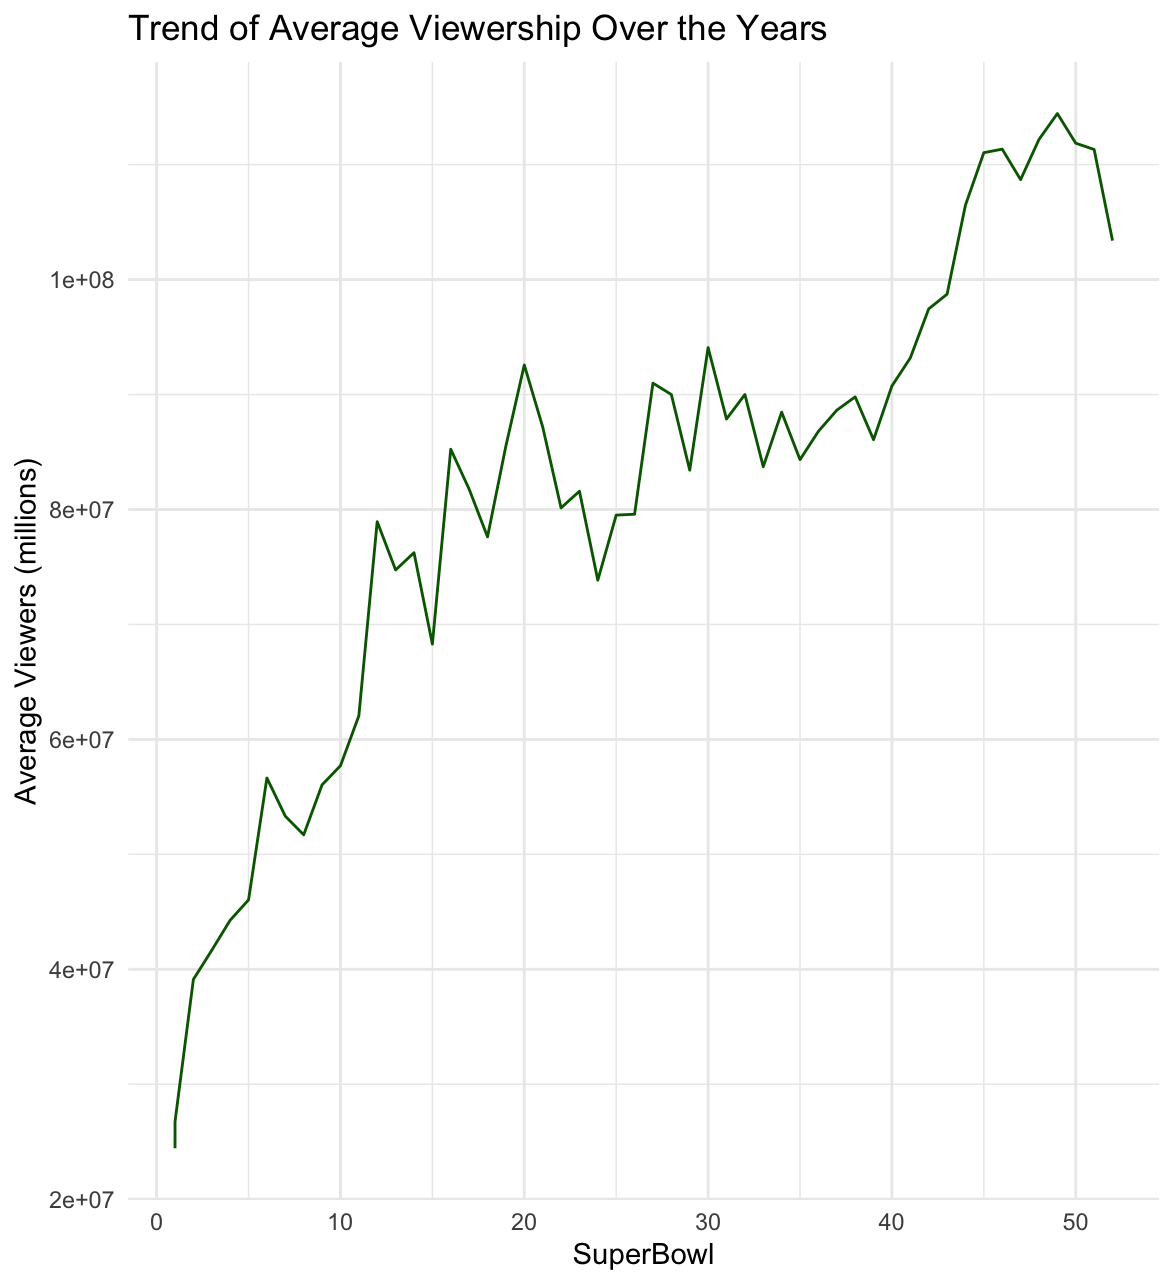 Trend of Average Viewership Over the Years
Average Viewers (millions)
1e+08
8e+07
6e+07
4e+07
2e+07
0 10 20 30 40 50
SuperBowl